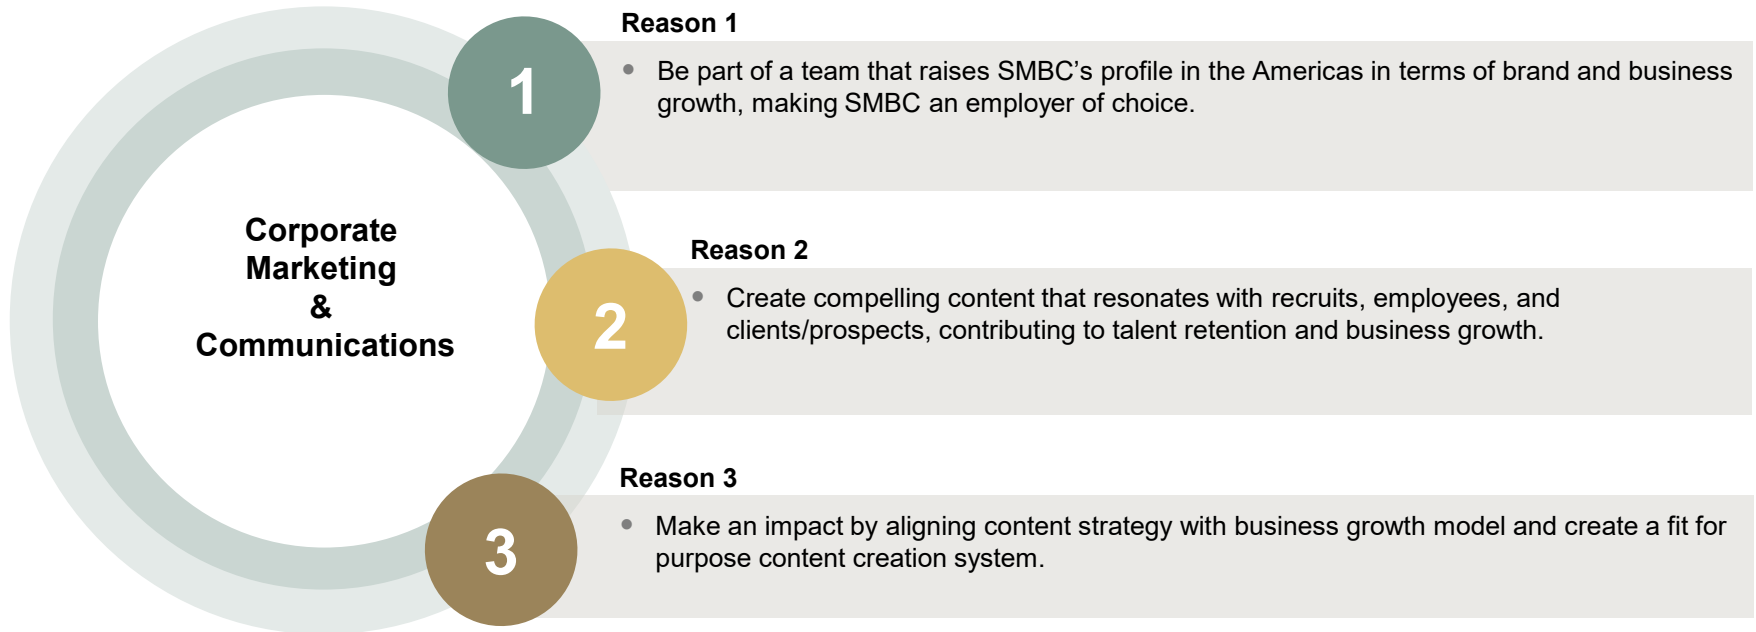 Corporate
Marketing
&
Communications
1
Reason 1
• Be part of a team that raises SMBC’s profile in the Americas in terms of brand and business
growth, making SMBC an employer of choice.
2
Reason 2
• Create compelling content that resonates with recruits, employees, and
clients/prospects, contributing to talent retention and business growth.
3
Reason 3
• Make an impact by aligning content strategy with business growth model and create a fit for
purpose content creation system.